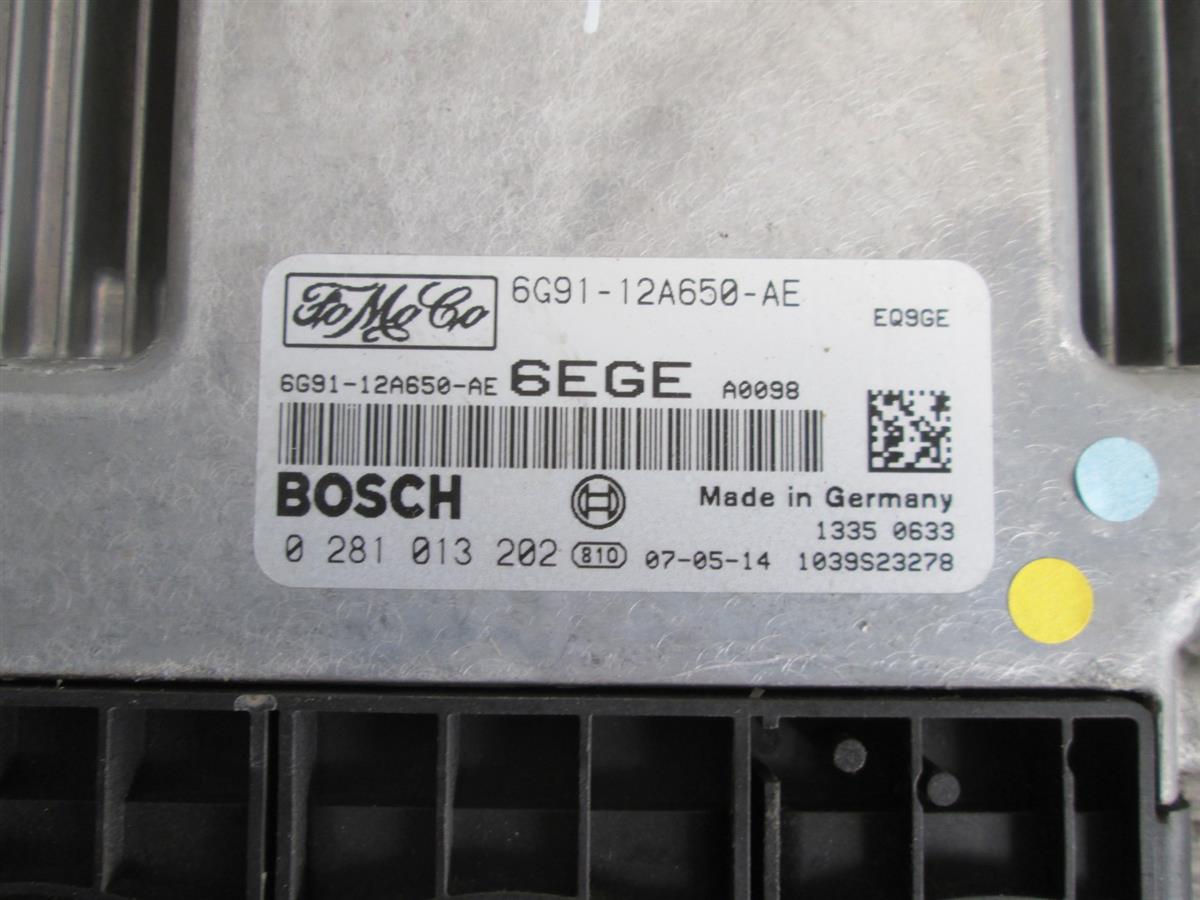 FoMoCo 6G91-12A650-AE
EQ9GE
6G91-12A650-AE 6EGE A0098
BOSCH Made in Germany
1335 0633
0 281 013 202 810 07-05-14 1039S23278